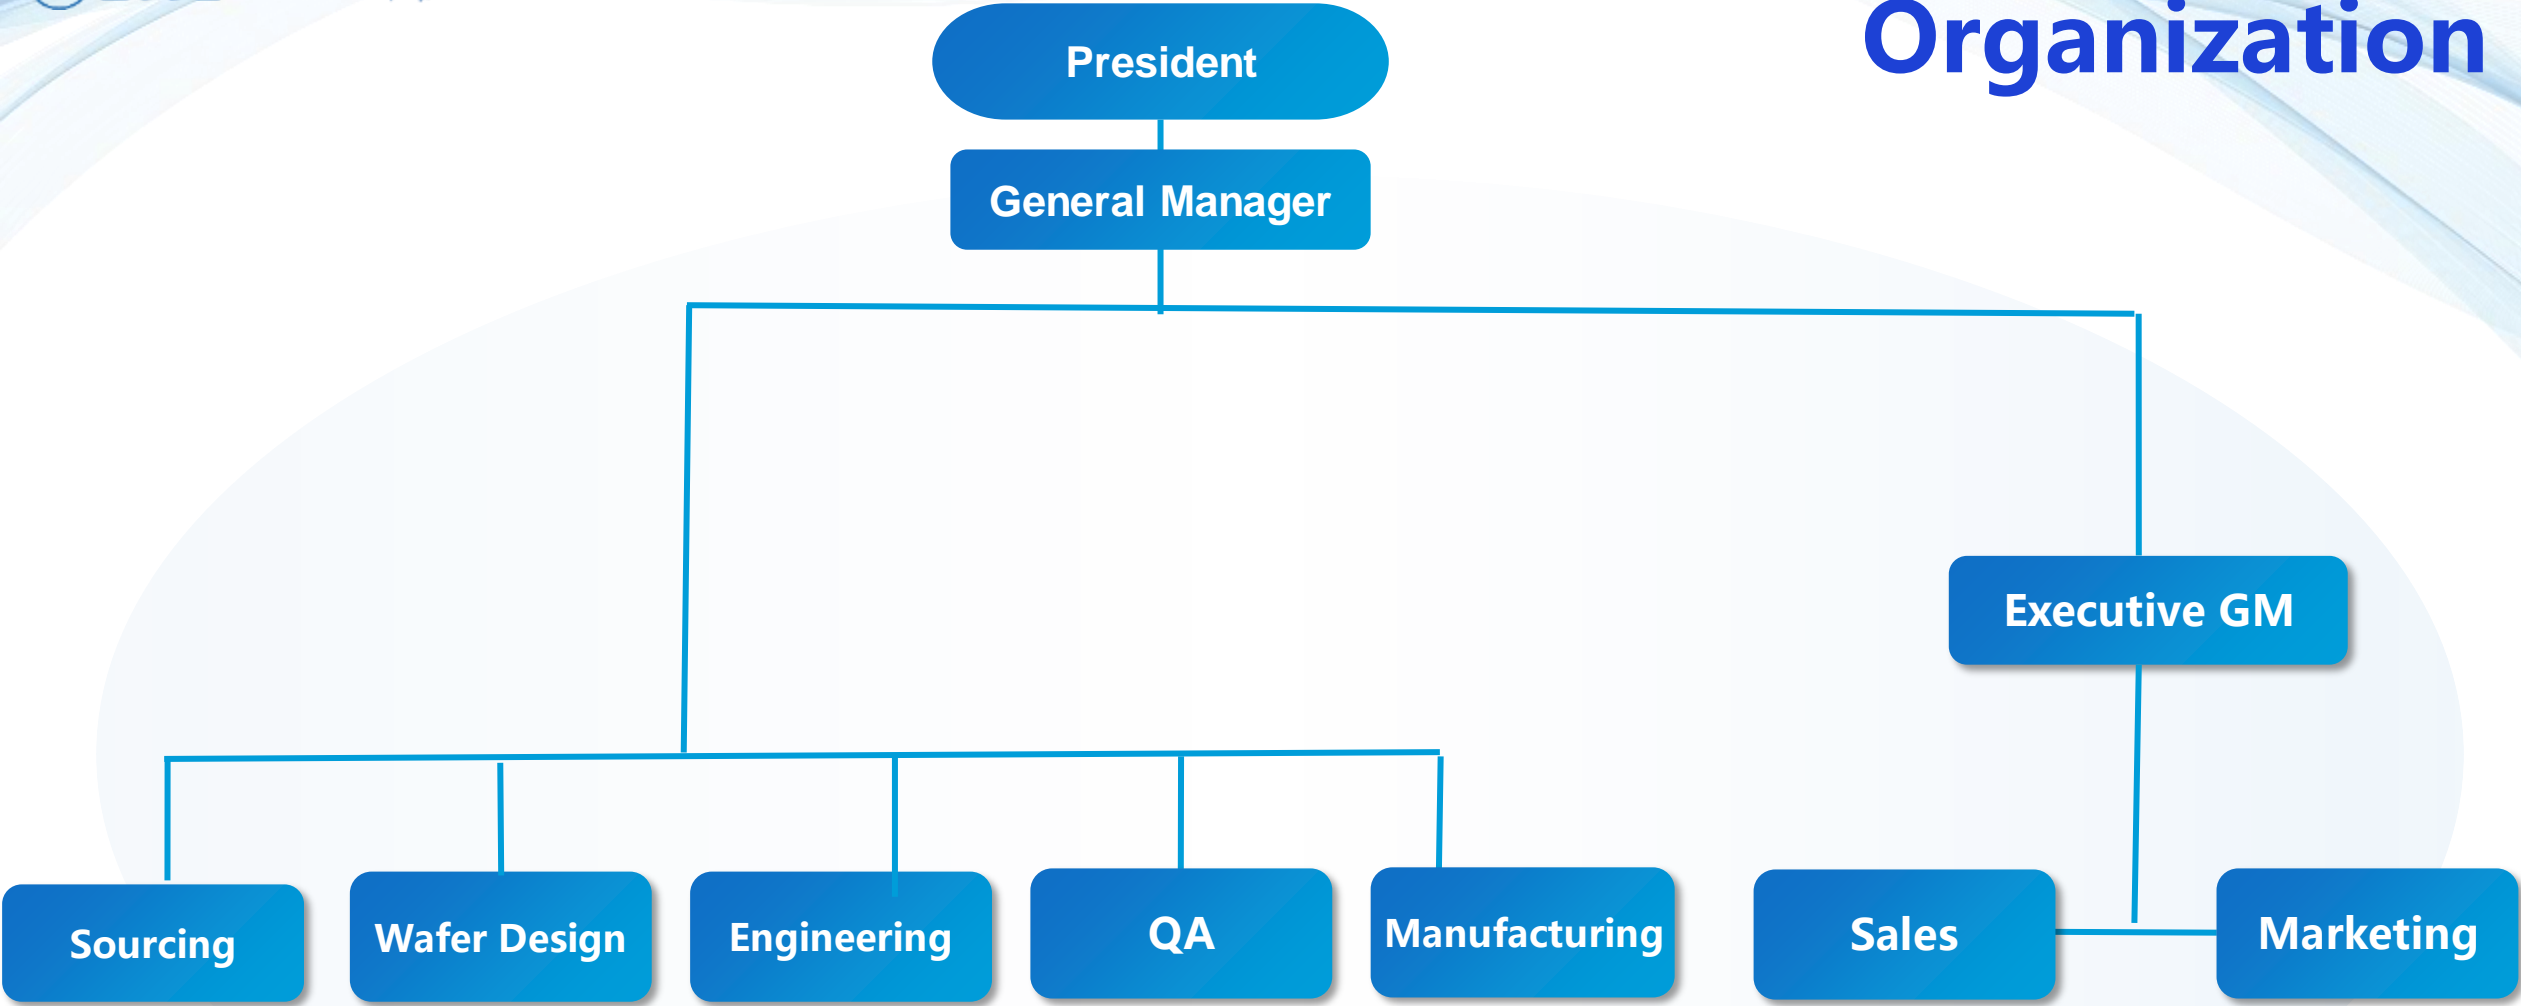 Organization
President
General Manager
Executive GM
Sourcing
Wafer Design
Engineering
QA
Manufacturing
Sales
Marketing